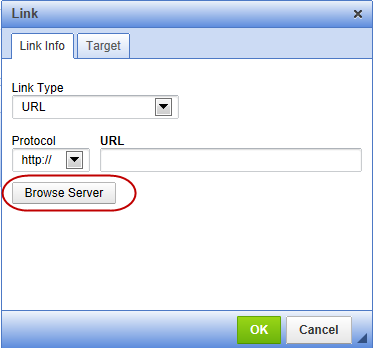 Link
Link Info Target
Link Type
URL
Protocol URL
http://
Browse Server
OK Cancel